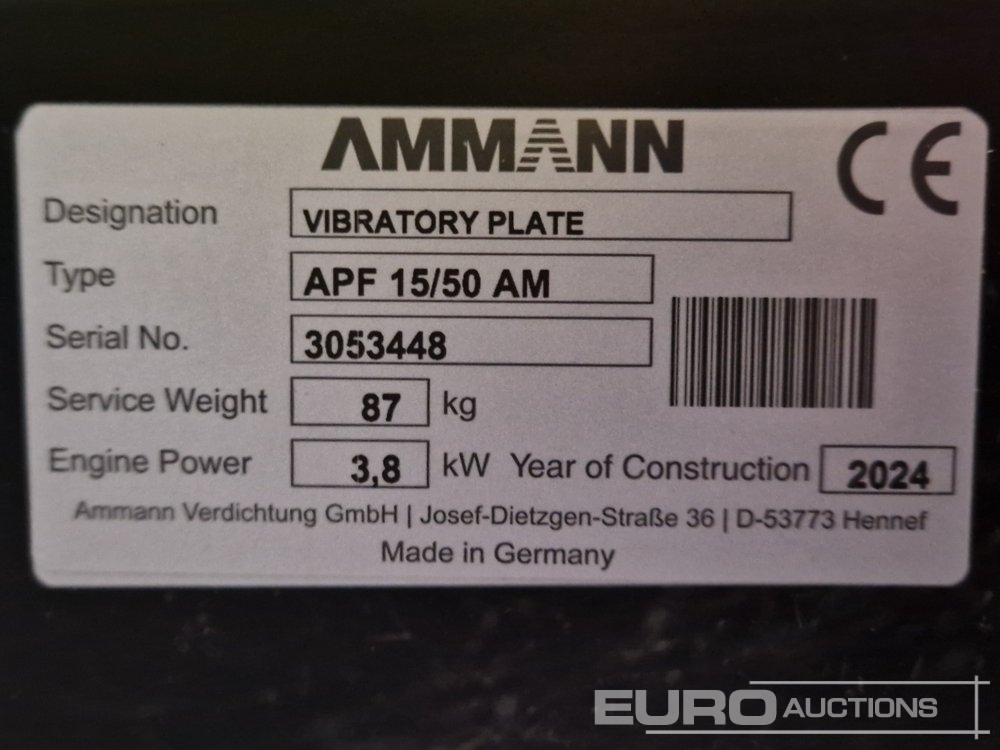 AMMANN
CE
Designation VIBRATORY PLATE
Type APF 15/50 AM
Serial No. 3053448
Service Weight 87 kg
Engine Power 3,8 kW Year of Construction 2024
Ammann Verdichtung GmbH | Josef-Dietzgen-Straße 36 | D-53773 Hennef
Made in Germany
EURO AUCTIONS